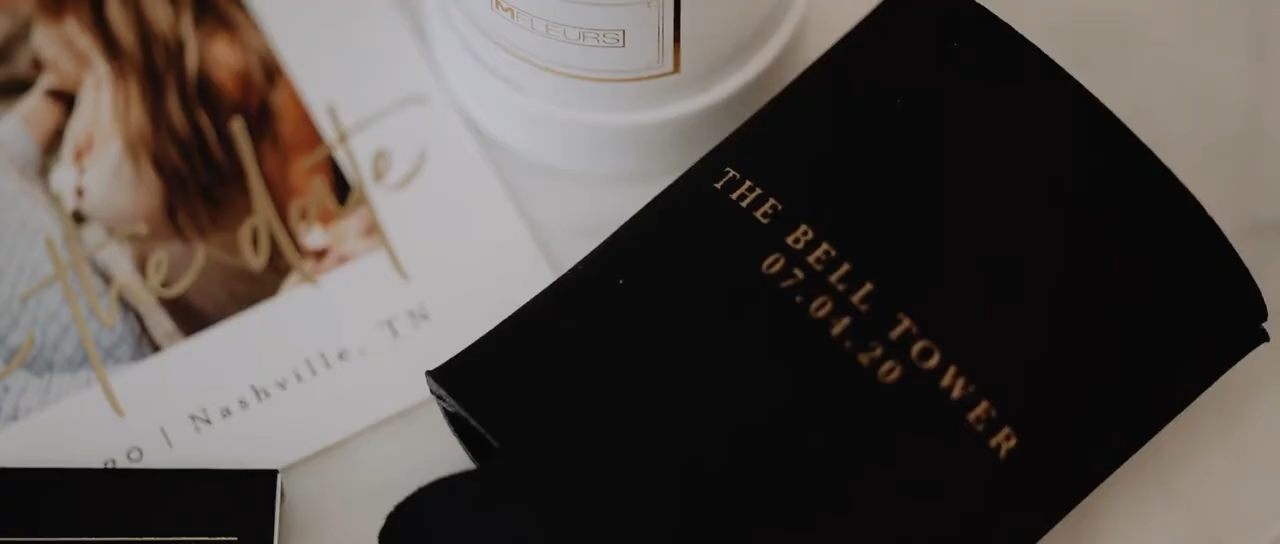 MFLEURS
the date
Nashville, TN
THE BELL TOWER
07.04.20